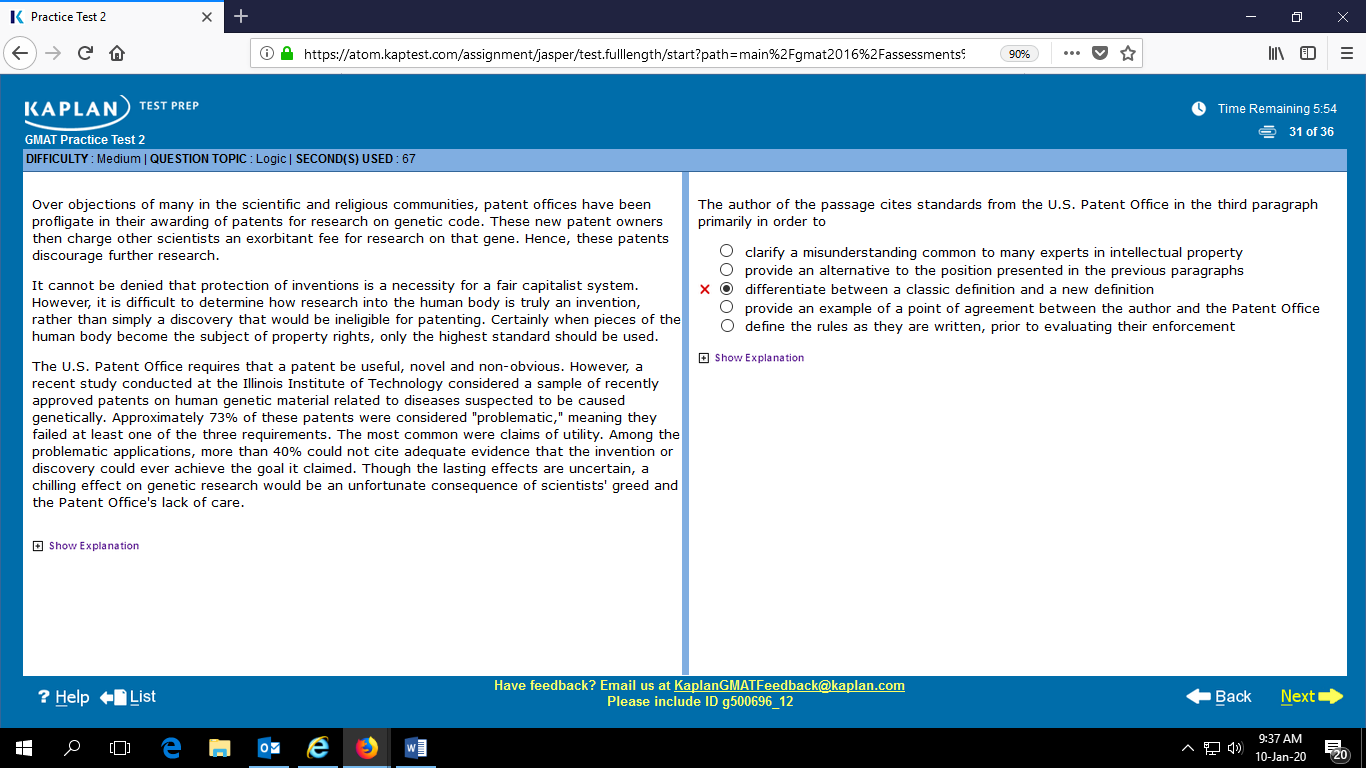 Practice Test 2
https://atom.kaptest.com/assignment/jasper/test.fulllength/start?path=main%2Fgmat2016%2Fassessments%
90%
KAPLAN TEST PREP
GMAT Practice Test 2
Time Remaining 5:54
31 of 36
DIFFICULTY : Medium | QUESTION TOPIC : Logic | SECOND(S) USED : 67
Over objections of many in the scientific and religious communities, patent offices have been
profligate in their awarding of patents for research on genetic code. These new patent owners
then charge other scientists an exorbitant fee for research on that gene. Hence, these patents
discourage further research.
It cannot be denied that protection of inventions is a necessity for a fair capitalist system.
However, it is difficult to determine how research into the human body is truly an invention,
rather than simply a discovery that would be ineligible for patenting. Certainly when pieces of the
human body become the subject of property rights, only the highest standard should be used.
The U.S. Patent Office requires that a patent be useful, novel and non-obvious. However, a
recent study conducted at the Illinois Institute of Technology considered a sample of recently
approved patents on human genetic material related to diseases suspected to be caused
genetically. Approximately 73% of these patents were considered "problematic," meaning they
failed at least one of the three requirements. The most common were claims of utility. Among the
problematic applications, more than 40% could not cite adequate evidence that the invention or
discovery could ever achieve the goal it claimed. Though the lasting effects are uncertain, a
chilling effect on genetic research would be an unfortunate consequence of scientists' greed and
the Patent Office's lack of care.
Show Explanation
The author of the passage cites standards from the U.S. Patent Office in the third paragraph
primarily in order to
clarify a misunderstanding common to many experts in intellectual property
provide an alternative to the position presented in the previous paragraphs
differentiate between a classic definition and a new definition
provide an example of a point of agreement between the author and the Patent Office
define the rules as they are written, prior to evaluating their enforcement
Show Explanation
? Help
List
Have feedback? Email us at KaplanGMATFeedback@kaplan.com
Please include ID g500696_12
Back
Next
9:37 AM
10-Jan-20
20